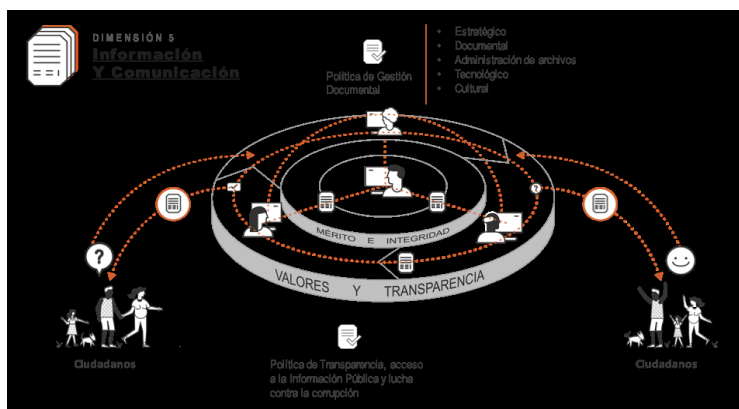 DIMENSIÓN 5
Información
Y Comunicación
Política de Gestión
Documental
• Estratégico
• Documental
• Administración de archivos
• Tecnológico
• Cultural
?
?
MÉRITO E INTEGRIDAD
VALORES Y TRANSPARENCIA
Ciudadanos
Política de Transparencia, acceso
a la Información Pública y lucha
contra la corrupción
Ciudadanos